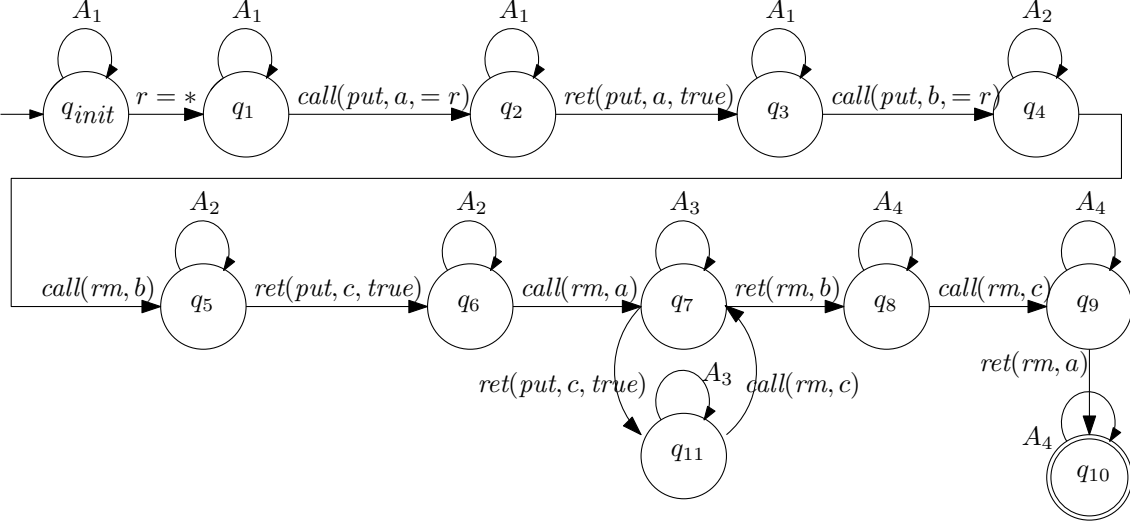 A₁ A₁ A₁ A₁ A₂
r = * call(put, a, = r) ret(put, a, true) call(put, b, = r)
q_init q₁ q₂ q₃ q₄
A₂ A₂ A₃ A₄ A₄
call(rm, b) ret(put, c, true) call(rm, a) ret(rm, b) call(rm, c)
q₅ q₆ q₇ q₈ q₉
ret(rm, a)
A₃
ret(put, c, true) call(rm, c)
A₄
q₁₁ q₁₀